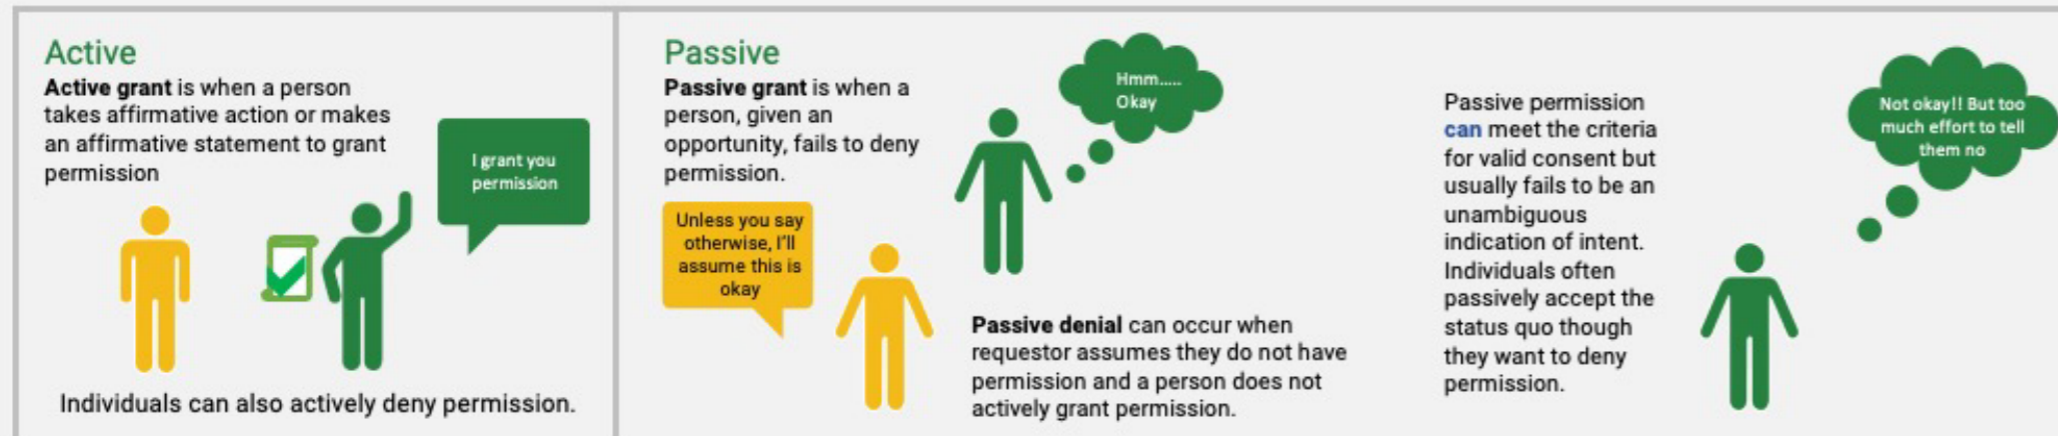 Active
Active grant is when a person
takes affirmative action or makes
an affirmative statement to grant
permission
I grant you
permission
Individuals can also actively deny permission.
Passive
Passive grant is when a
person, given an
opportunity, fails to deny
permission.
Unless you say
otherwise, I'll
assume this is
okay
Hmm.....
Okay
Passive denial can occur when
requestor assumes they do not have
permission and a person does not
actively grant permission.
Passive permission
can meet the criteria
for valid consent but
usually fails to be an
unambiguous
indication of intent.
Individuals often
passively accept the
status quo though
they want to deny
permission.
Not okay!! But too
much effort to tell
them no